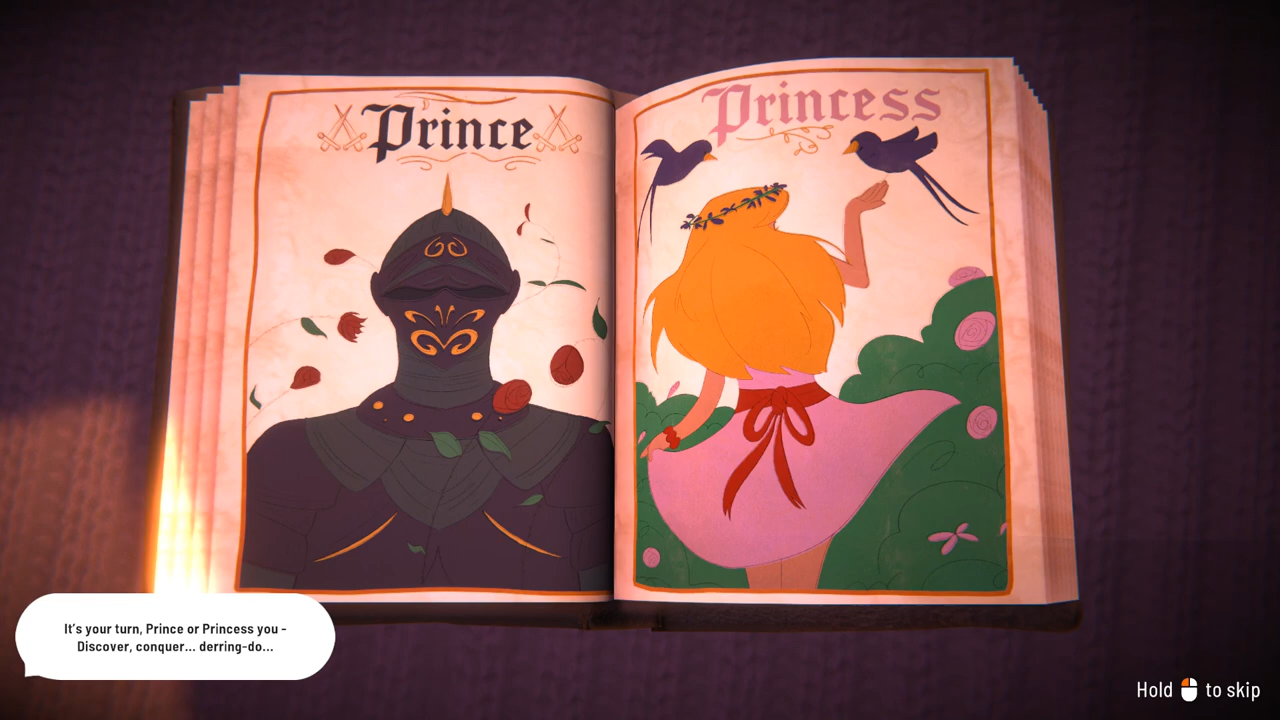 Prince
Princess
It's your turn, Prince or Princess you -
Discover, conquer... derring-do...
Hold to skip